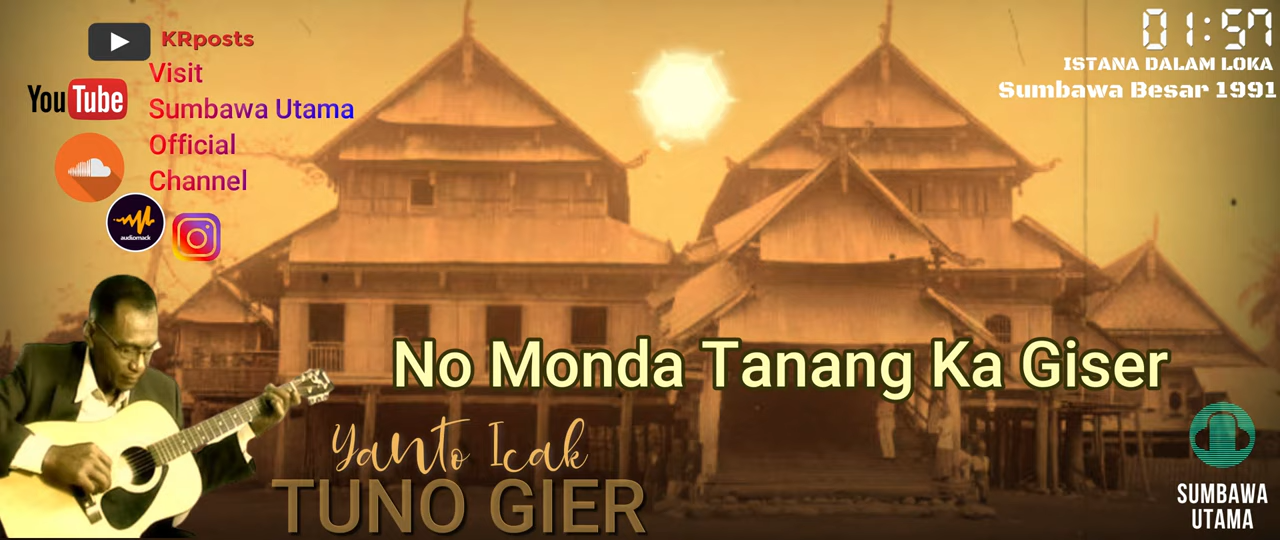 KRposts
YouTube
Visit
Sumbawa Utama
Official
Channel
audiomack
01:57
ISTANA DALAM LOKA
Sumbawa Besar 1991
No Monda Tanang Ka Giser
Yanto Icak
TUNO GIER
SUMBAWA
UTAMA